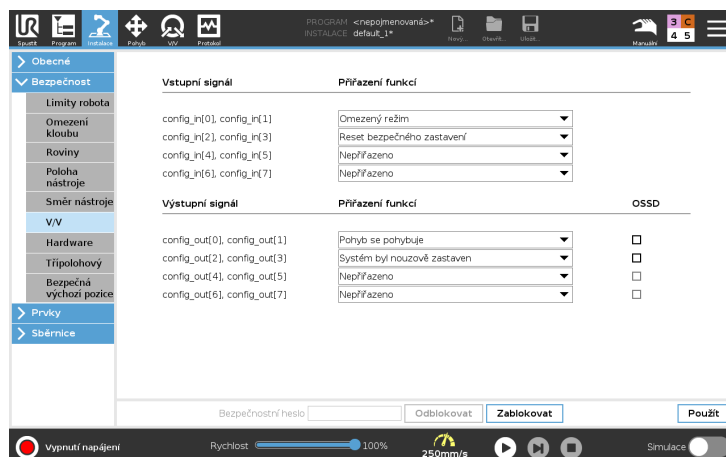 UR
PROGRAM <nepojmenovaná>*
INSTALACE default_1*
Spustit Program Instalace Pohyb V/V Protokol Nový... Otevřít... Uložit... Manuální
3 C
4 5
Obecné
Bezpečnost
Limity robota
Omezení
kloubu
Roviny
Poloha
nástroje
Směr nástroje
V/V
Hardware
Třípolohový
Bezpečná
výchozí pozice
Prvky
Sběrnice
Vstupní signál Přiřazení funkcí
config_in[0], config_in[1] Omezený režim
config_in[2], config_in[3] Reset bezpečného zastavení
config_in[4], config_in[5] Nepřiřazeno
config_in[6], config_in[7] Nepřiřazeno
Výstupní signál Přiřazení funkcí OSSD
config_out[0], config_out[1] Pohyb se pohybuje
config_out[2], config_out[3] Systém byl nouzově zastaven
config_out[4], config_out[5] Nepřiřazeno
config_out[6], config_out[7] Nepřiřazeno
Bezpečnostní heslo Odblokovat Zablokovat Použít
Vypnutí napájení Rychlost 100% 250mm/s Simulace